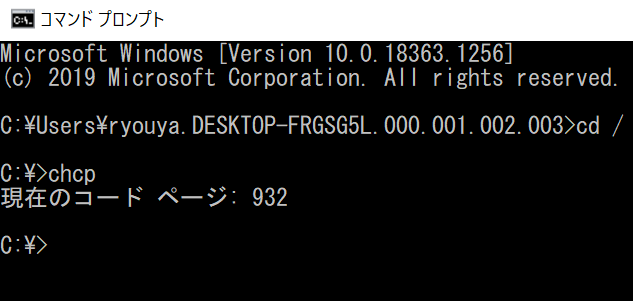 コマンド プロンプト
Microsoft Windows [Version 10.0.18363.1256]
(c) 2019 Microsoft Corporation. All rights reserved.
C:¥Users¥ryouya.DESKTOP-FRGSG5L.000.001.002.003>cd /
C:¥>chcp
現在のコード ページ: 932
C:¥>